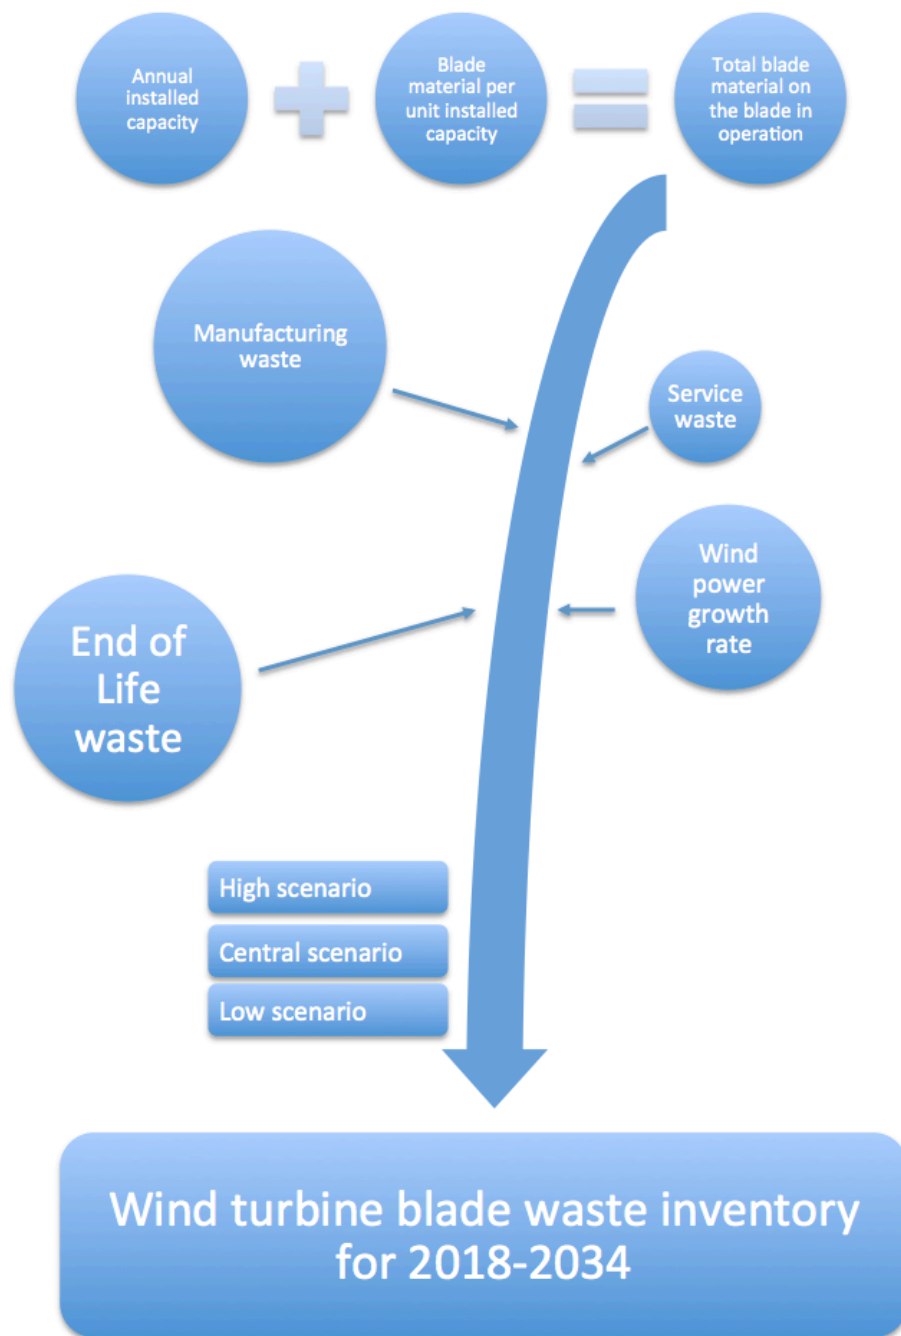 Annual
installed
capacity
Blade
material per
unit installed
capacity
Total blade
material on
the blade in
operation
Manufacturing
waste
Service
waste
Wind
power
growth
rate
End of
Life
waste
High scenario
Central scenario
Low scenario
Wind turbine blade waste inventory
for 2018-2034